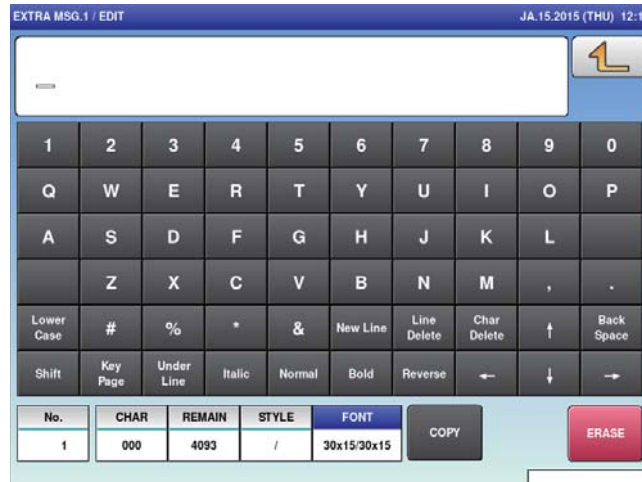 EXTRA MSG.1 / EDIT JA.15.2015 (THU) 12:1
1 2 3 4 5 6 7 8 9 0
Q W E R T Y U I O P
A S D F G H J K L
Z X C V B N M , .
Lower Case # % * & New Line Line Delete Char Delete ↑ Back Space
Shift Key Page Under Line Italic Normal Bold Reverse ← ↓ →
No. CHAR REMAIN STYLE FONT COPY ERASE
1 000 4093 / 30x15/30x15